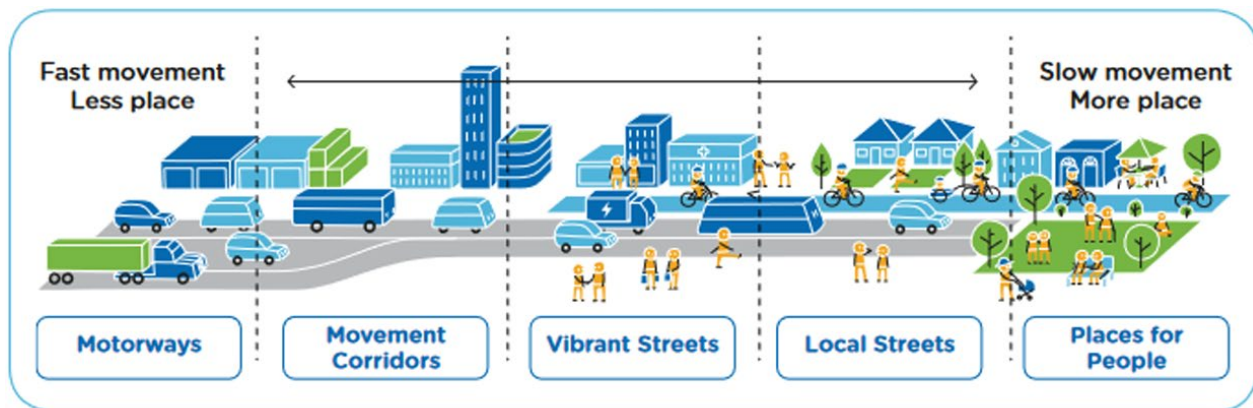 Fast movement
Less place
Slow movement
More place
Motorways
Movement
Corridors
Vibrant Streets
Local Streets
Places for
People